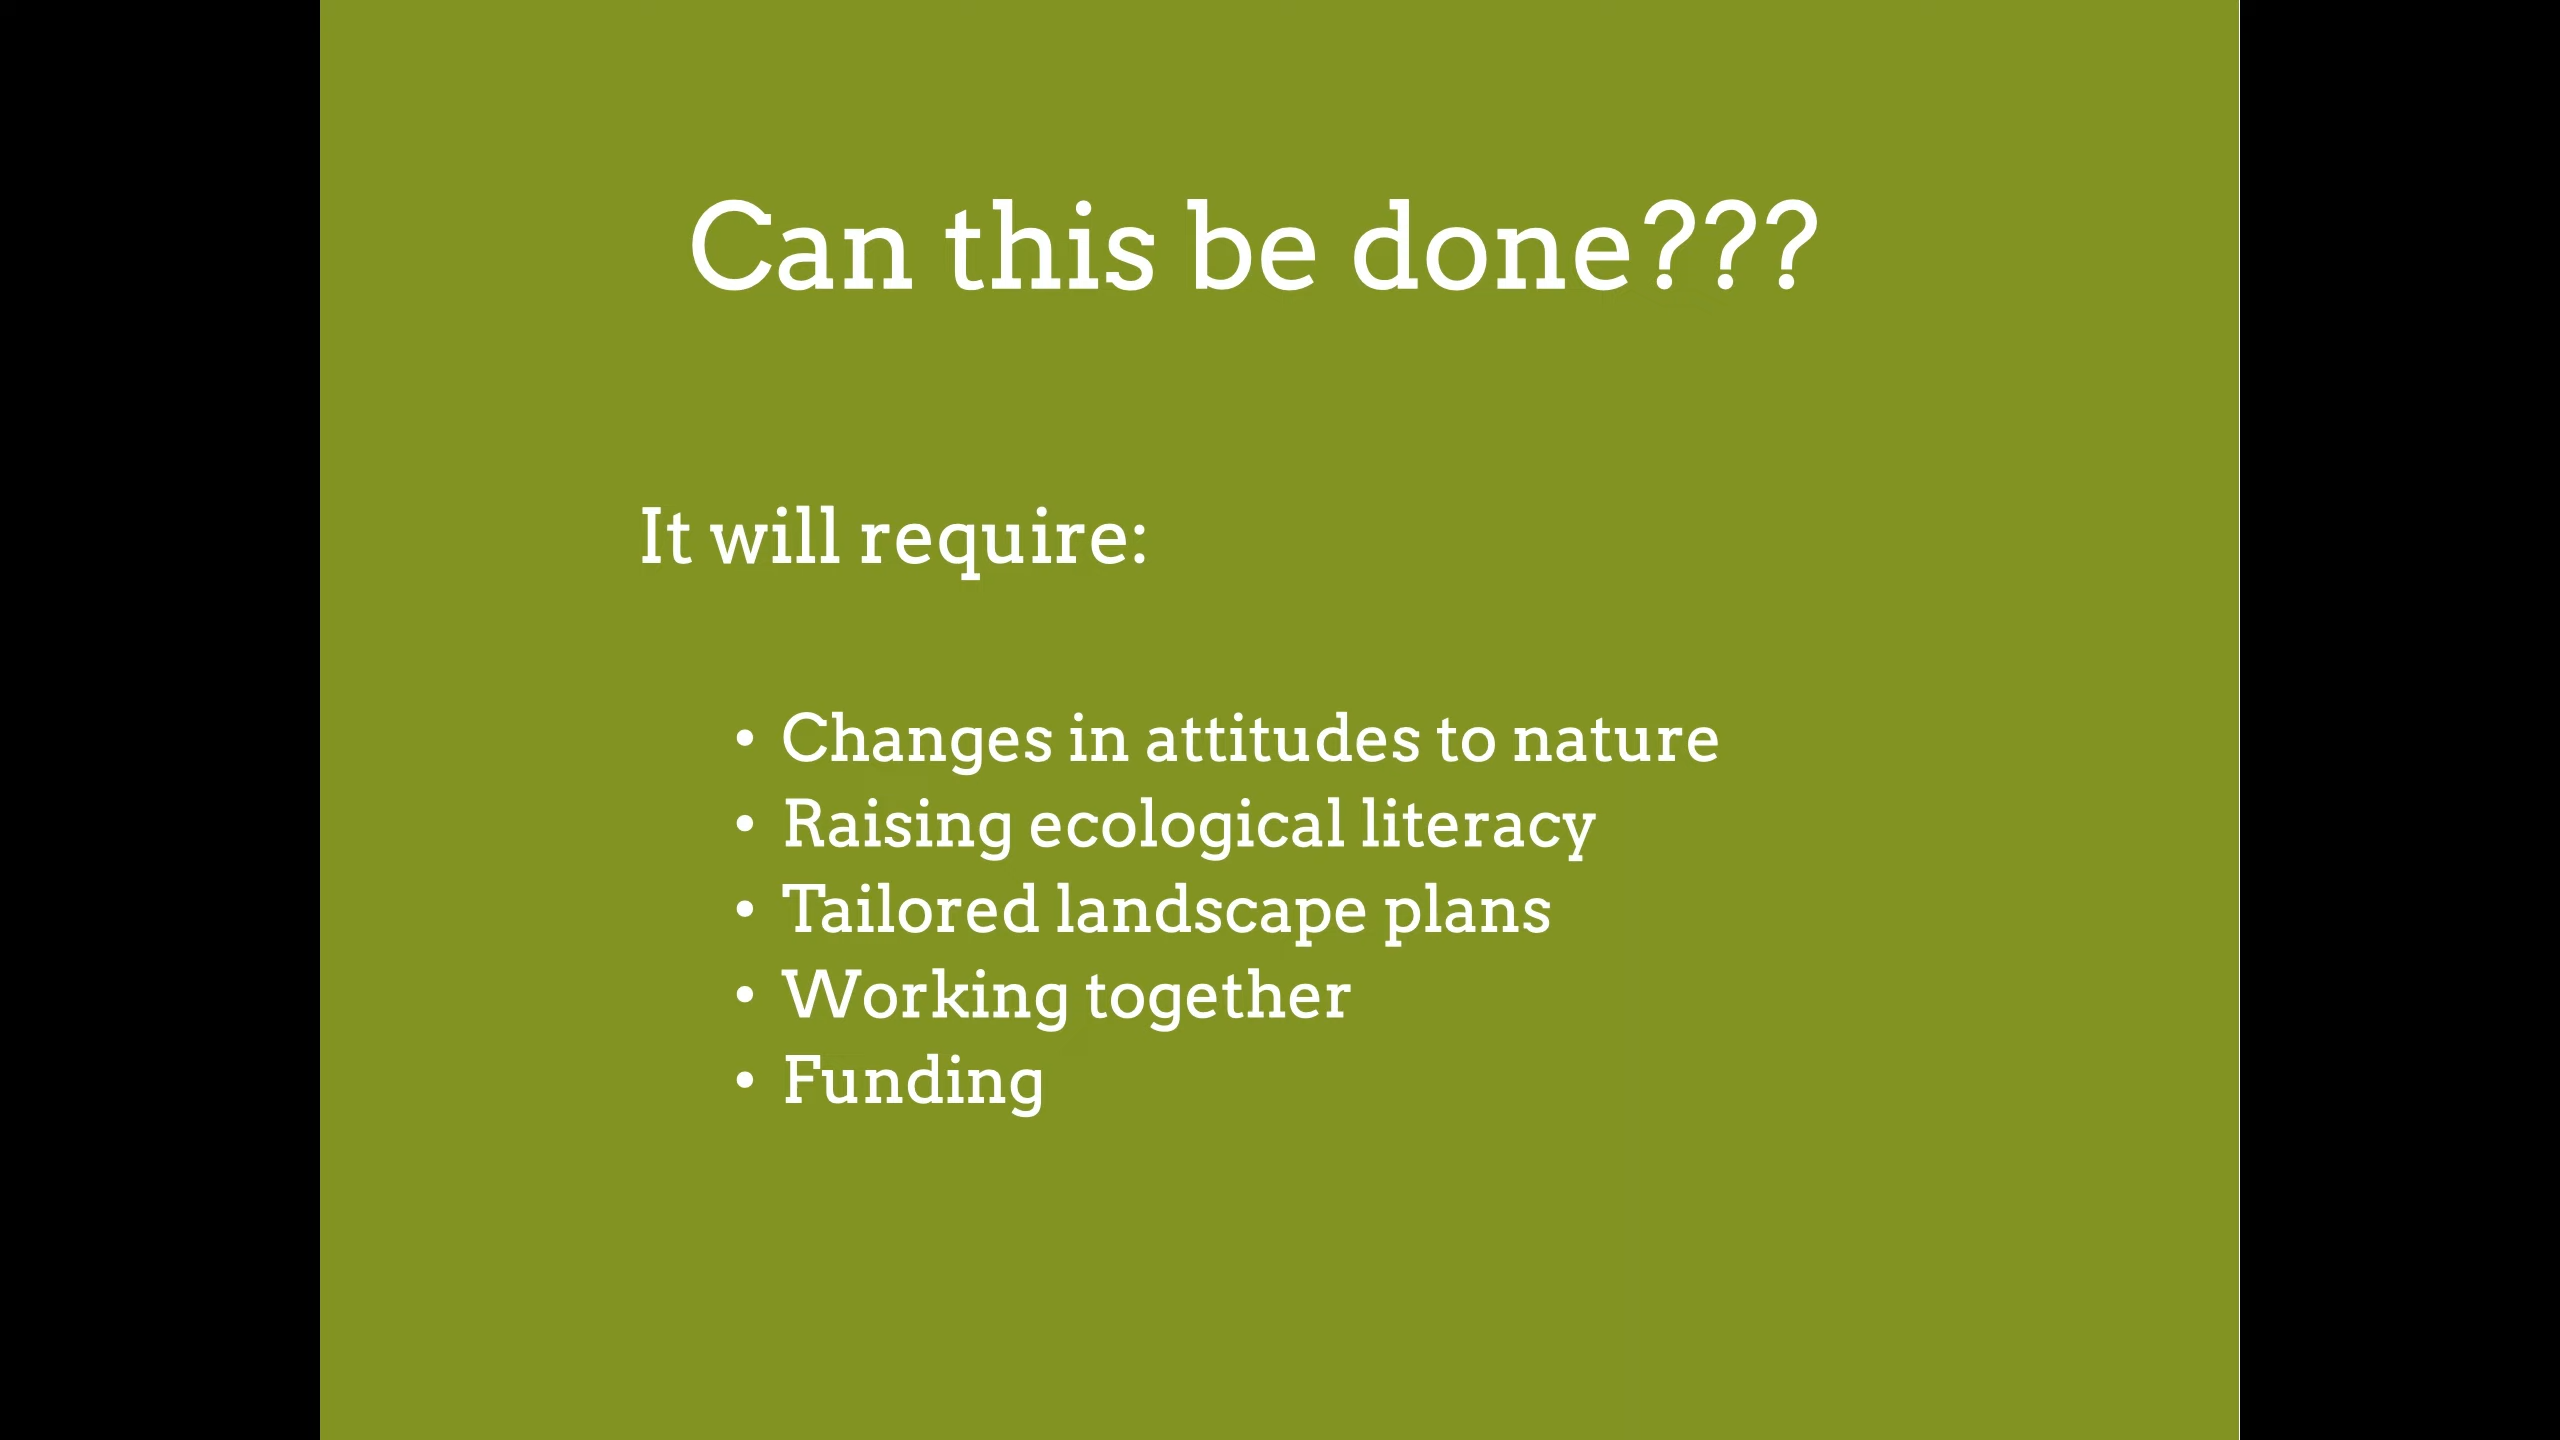 Can this be done???
It will require:
• Changes in attitudes to nature
• Raising ecological literacy
• Tailored landscape plans
• Working together
• Funding